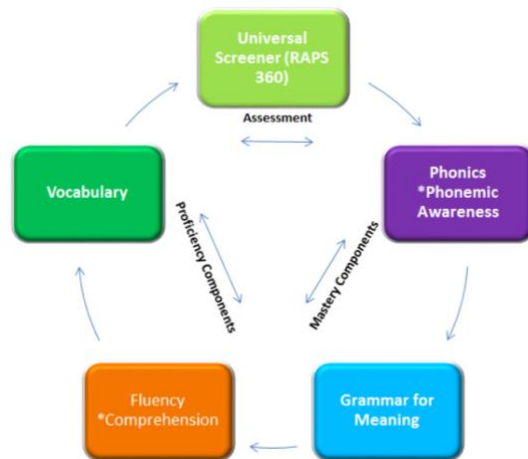 Universal
Screener (RAPS
360)
Assessment
Phonics
*Phonemic
Awareness
Mastery Components
Grammar for
Meaning
Fluency
*Comprehension
Proficiency Components
Vocabulary